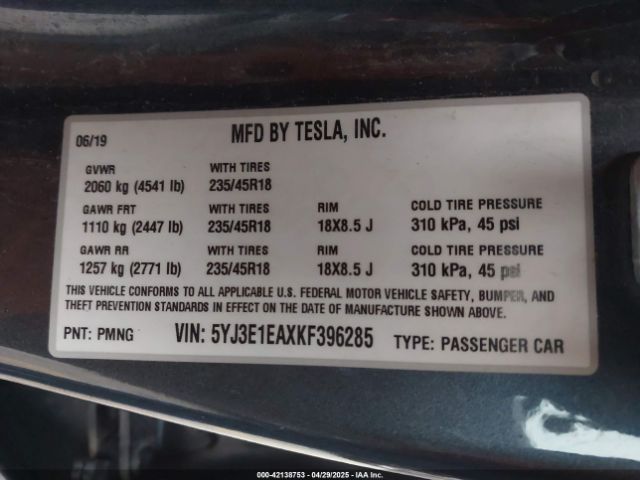 06/19 MFD BY TESLA, INC.
GVWR WITH TIRES
2060 kg (4541 lb) 235/45R18
GAWR FRT WITH TIRES RIM COLD TIRE PRESSURE
1110 kg (2447 lb) 235/45R18 18X8.5 J 310 kPa, 45 psi
GAWR RR WITH TIRES RIM COLD TIRE PRESSURE
1257 kg (2771 lb) 235/45R18 18X8.5 J 310 kPa, 45 psi
THIS VEHICLE CONFORMS TO ALL APPLICABLE U.S. FEDERAL MOTOR VEHICLE SAFETY, BUMPER, AND
THEFT PREVENTION STANDARDS IN EFFECT ON THE DATE OF MANUFACTURE SHOWN ABOVE.
PNT: PMNG VIN: 5YJ3E1EAXKF396285 TYPE: PASSENGER CAR
000-42138753 - 04/29/2025 - IAA Inc.